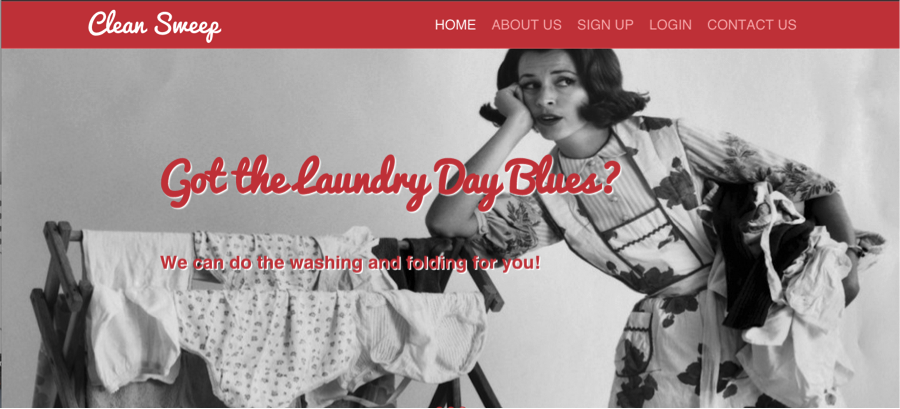 Clean Sweep
HOME ABOUT US SIGN UP LOGIN CONTACT US
Got the Laundry Day Blues?
We can do the washing and folding for you!